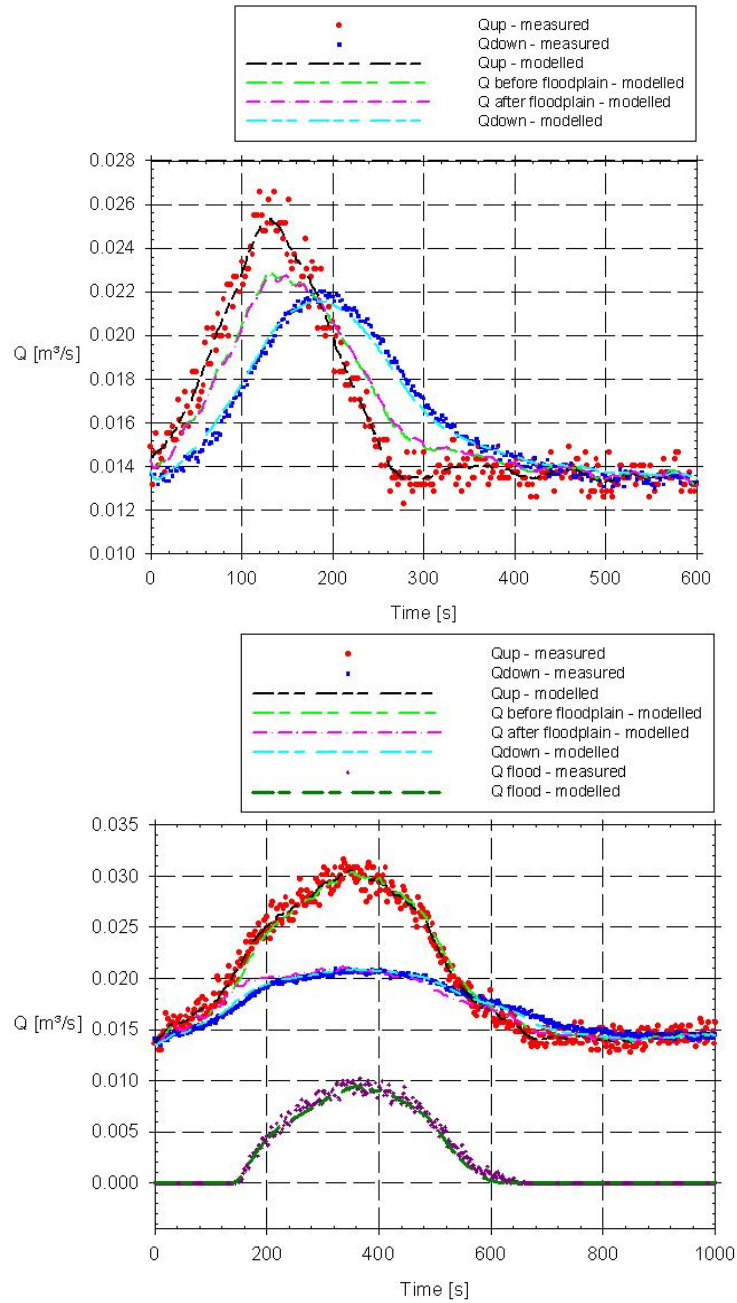 Qup - measured
Qdown - measured
Qup - modelled
Q before floodplain - modelled
Q after floodplain - modelled
Qdown - modelled
0.028
0.026
0.024
0.022
0.020
0.018
0.016
0.014
0.012
0.010
Q [m³/s]
0 100 200 300 400 500 600
Time [s]
Qup - measured
Qdown - measured
Qup - modelled
Q before floodplain - modelled
Q after floodplain - modelled
Qdown - modelled
Q flood - measured
Q flood - modelled
0.035
0.030
0.025
0.020
0.015
0.010
0.005
0.000
Q [m³/s]
0 200 400 600 800 1000
Time [s]